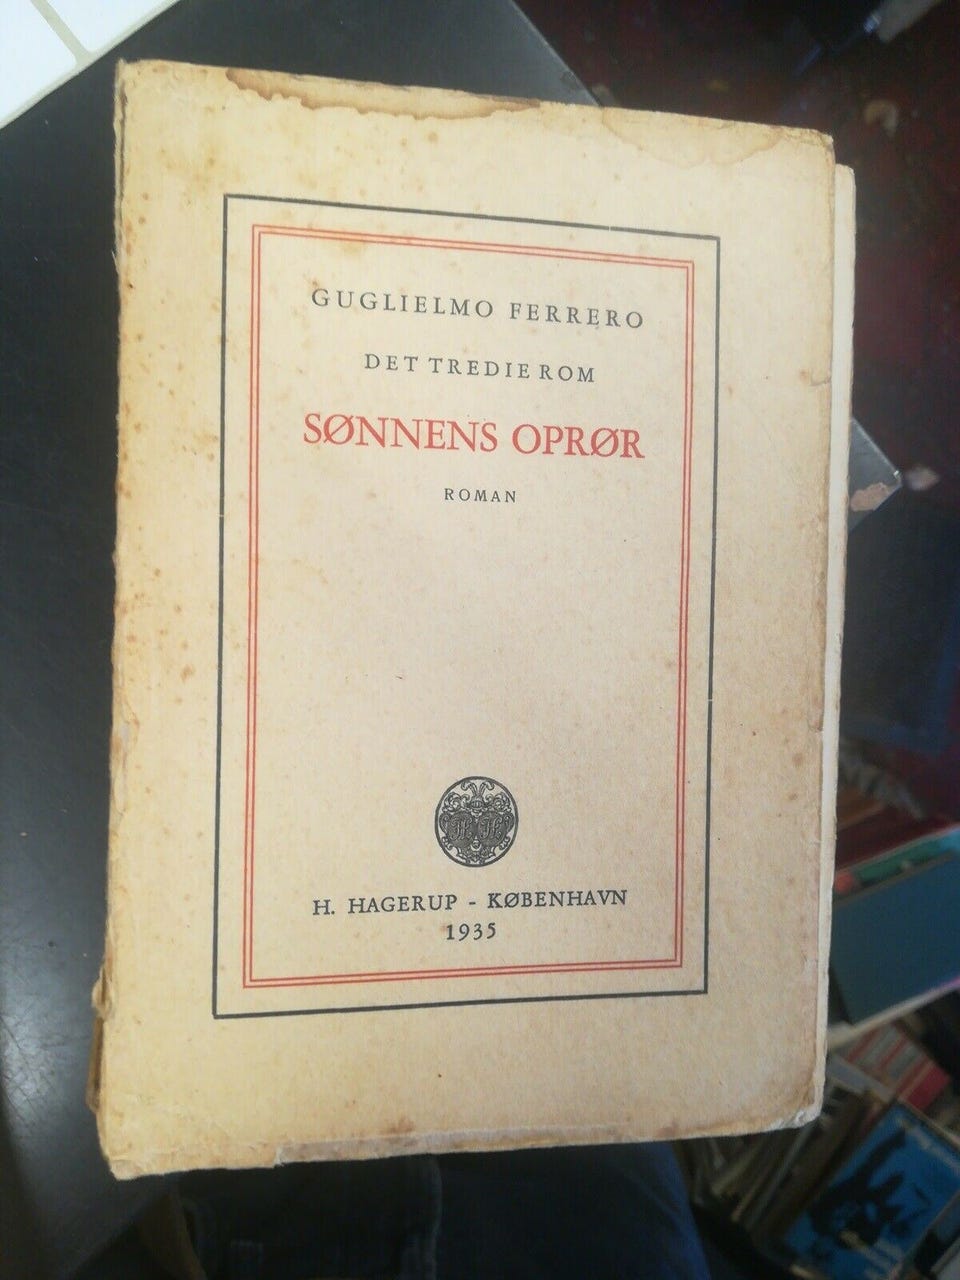 GUGLIELMO FERRERO
DET TREDIE ROM
SØNNENS OPRØR
ROMAN
H. HAGERUP - KØBENHAVN
1935